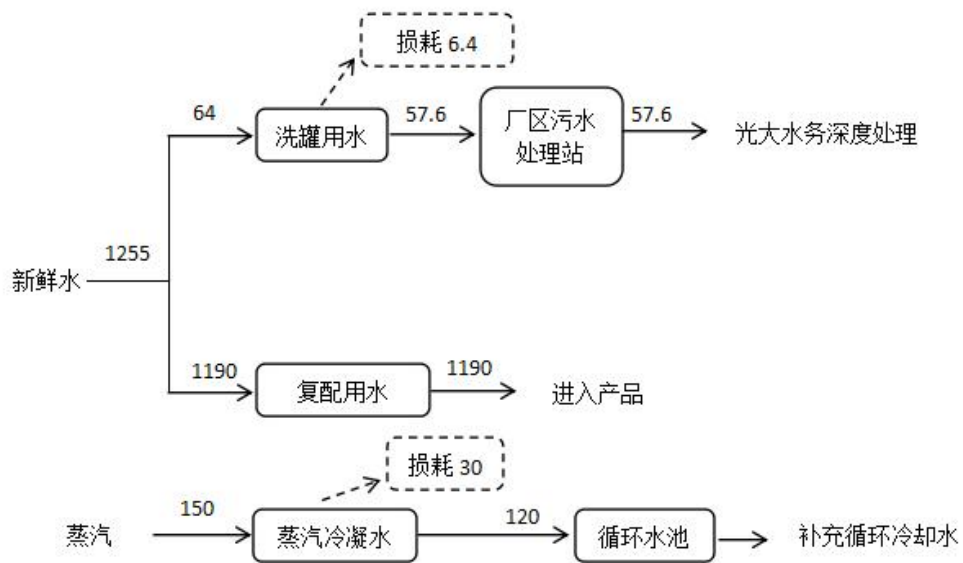 损耗 6.4
64
洗罐用水
57.6
厂区污水
处理站
57.6
光大水务深度处理
1255
新鲜水
1190
复配用水
1190
进入产品
损耗 30
蒸汽
150
蒸汽冷凝水
120
循环水池
补充循环冷却水